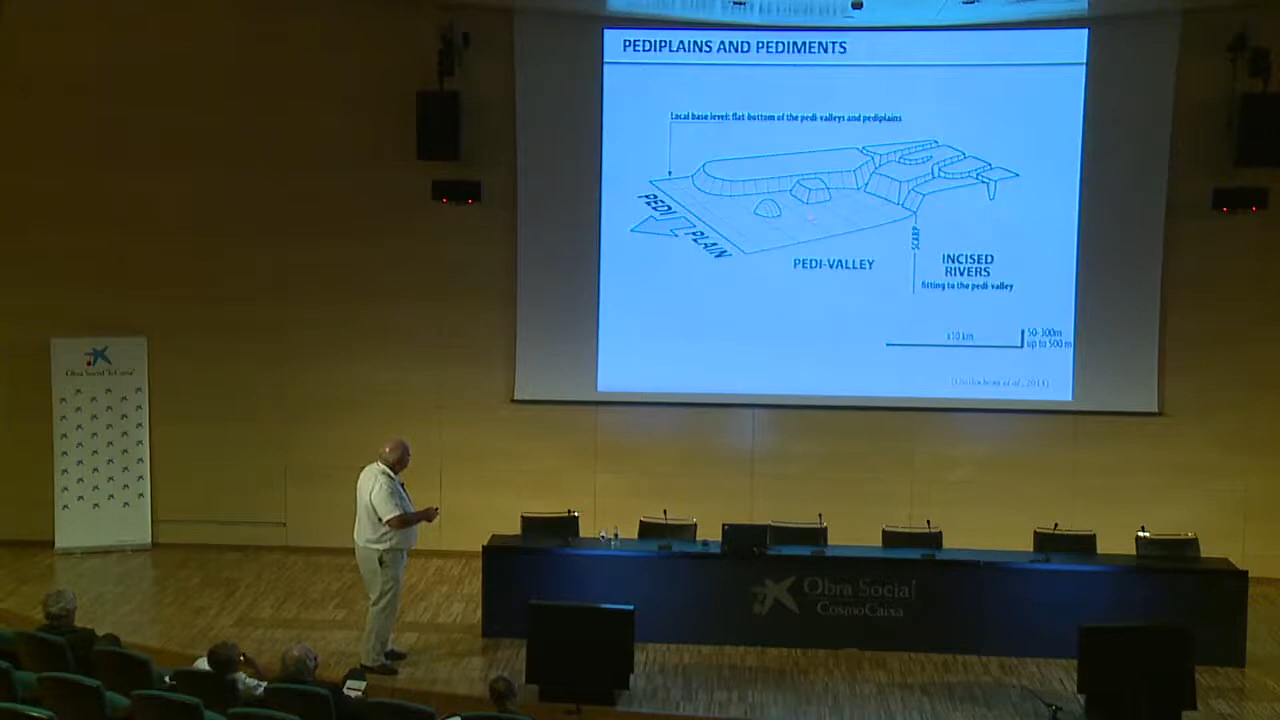 PEDIPLAINS AND PEDIMENTS
Local base level: flat bottom of the pedi-valleys and pediplains
PEDI
PLAIN
PEDI-VALLEY
SCARP
INCISED
RIVERS
fitting to the pedi-valley
x10 km
50-300m
up to 500 m
et al.
Obra Social "la Caixa"
Obra Social
CosmoCaixa